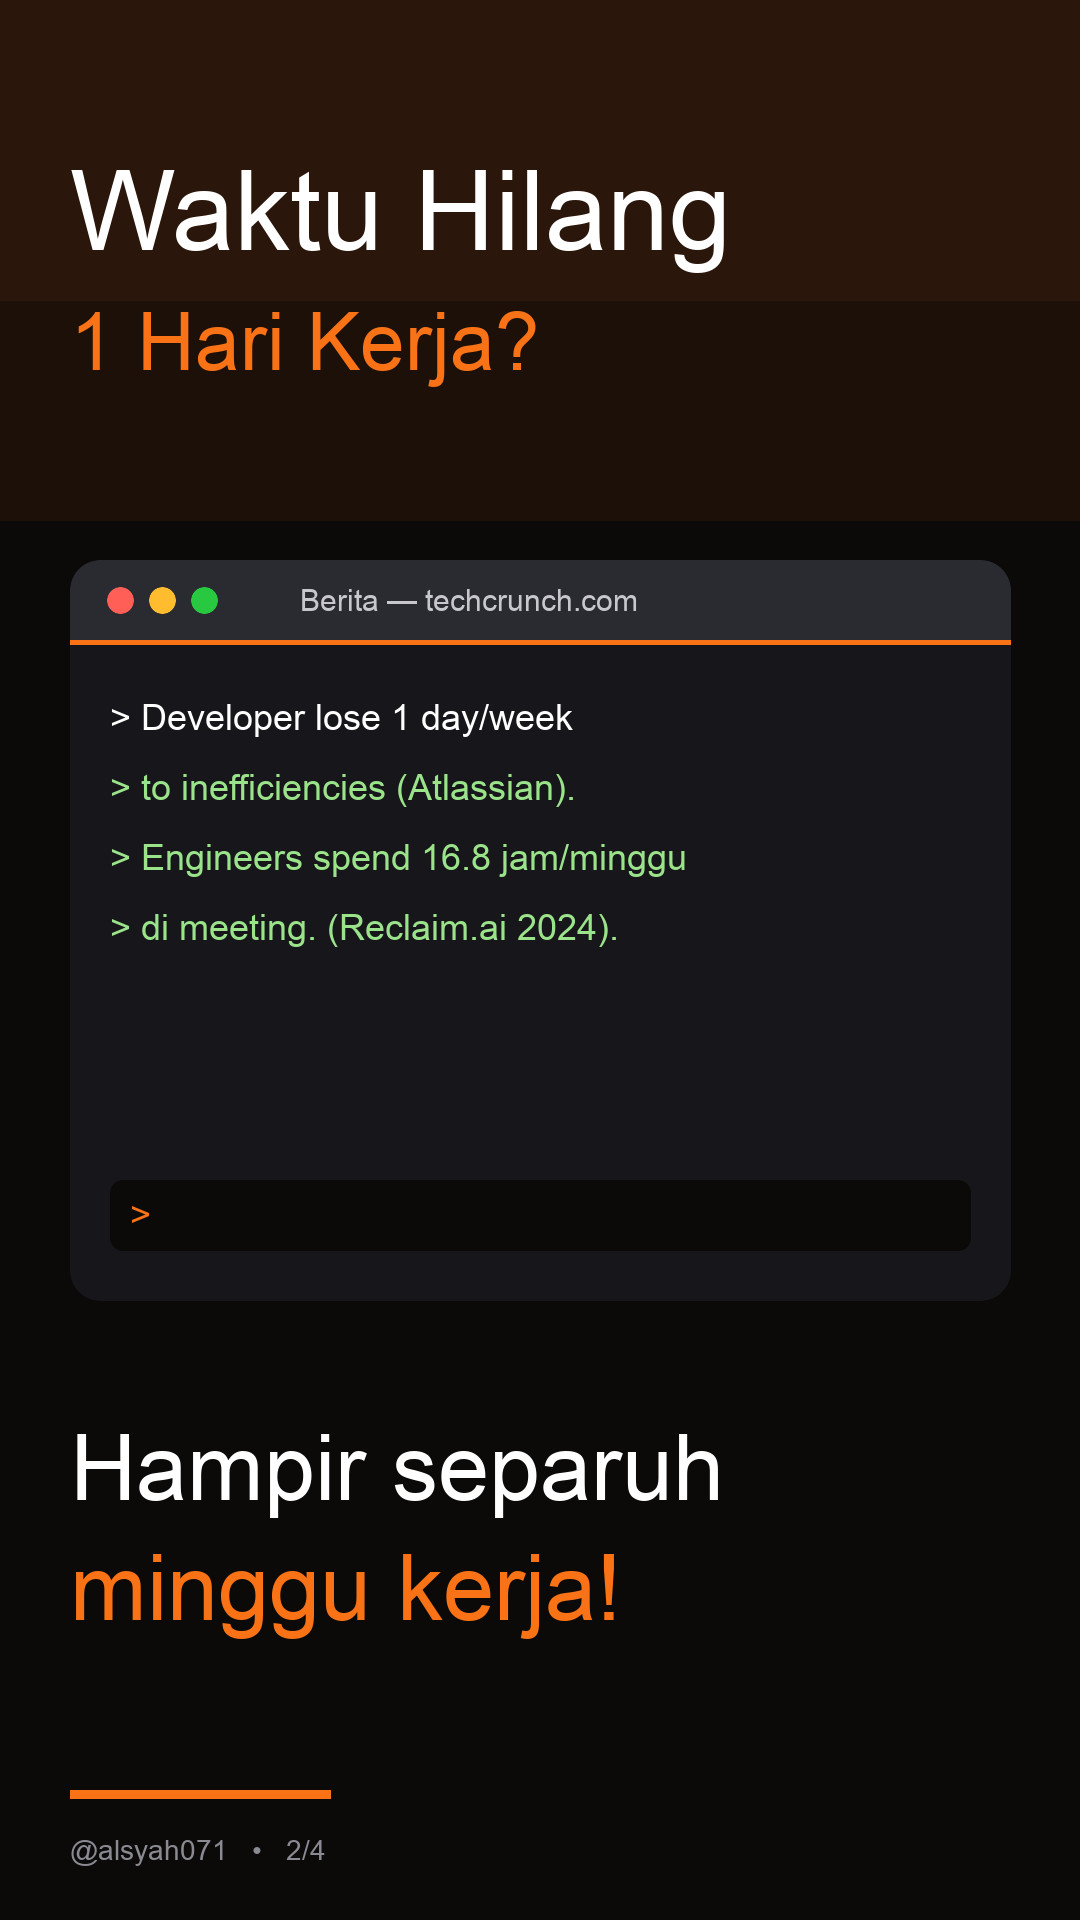 Waktu Hilang
1 Hari Kerja?
Berita — techcrunch.com
> Developer lose 1 day/week
> to inefficiencies (Atlassian).
> Engineers spend 16.8 jam/minggu
> di meeting. (Reclaim.ai 2024).
>
Hampir separuh
minggu kerja!
@alsyah071 • 2/4